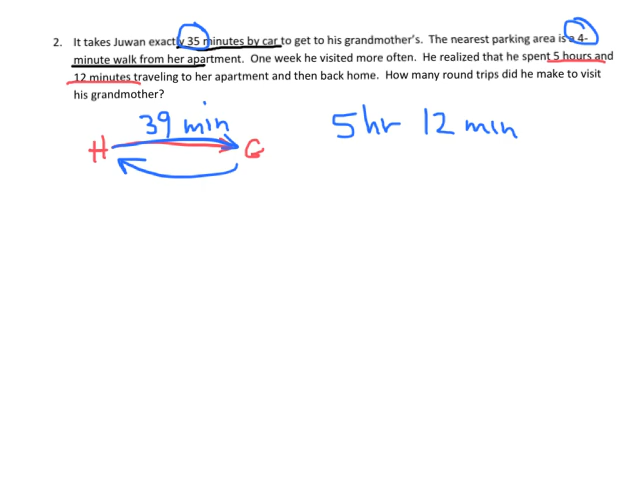 2. It takes Juwan exactly 35 minutes by car to get to his grandmother's. The nearest parking area is a 4-
minute walk from her apartment. One week he visited more often. He realized that he spent 5 hours and
12 minutes traveling to her apartment and then back home. How many round trips did he make to visit
his grandmother?
39 min
5 hr 12 min
H G